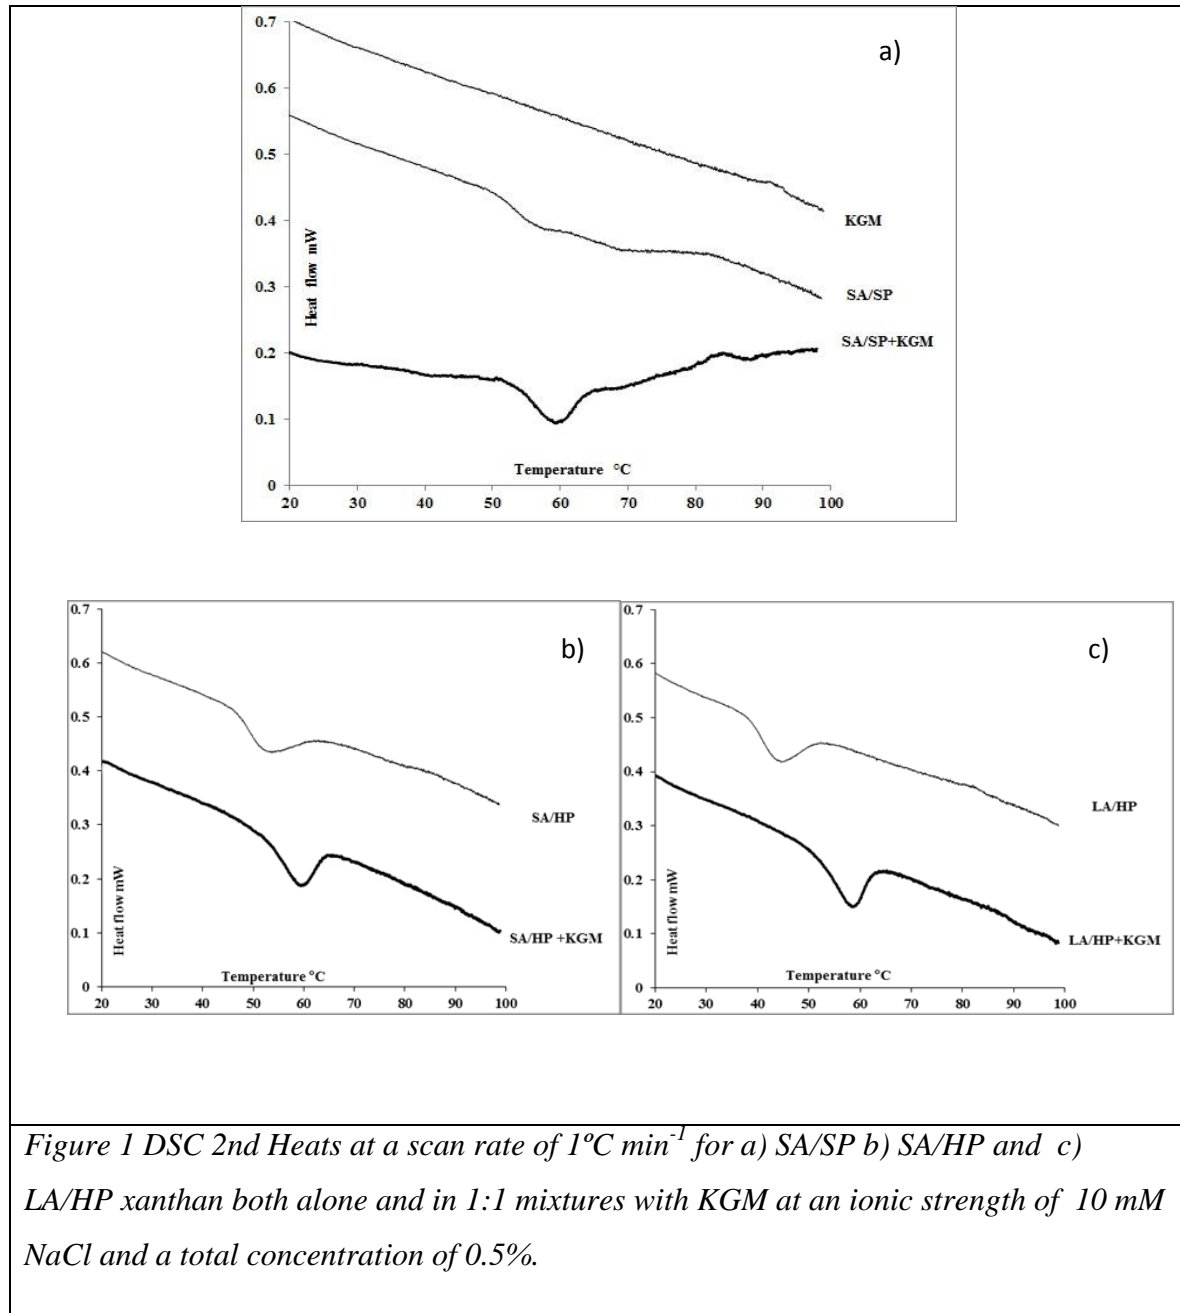 0.7
a)
0.6
0.5
0.4
KGM
0.3
SA/SP
Heat flow mW
SA/SP+KGM
0.2
0.1
Temperature °C
0
20 30 40 50 60 70 80 90 100
0.7
b)
0.6
0.5
0.4
SA/HP
0.3
0.2
Heat flow mW
0.1
SA/HP +KGM
Temperature °C
0
20 30 40 50 60 70 80 90 100
0.7
c)
0.6
0.5
0.4
LA/HP
0.3
0.2
Heat flow mW
0.1
LA/HP+KGM
Temperature °C
0
20 30 40 50 60 70 80 90 100
Figure 1 DSC 2nd Heats at a scan rate of 1ºC min-1 for a) SA/SP b) SA/HP and c)
LA/HP xanthan both alone and in 1:1 mixtures with KGM at an ionic strength of 10 mM
NaCl and a total concentration of 0.5%.